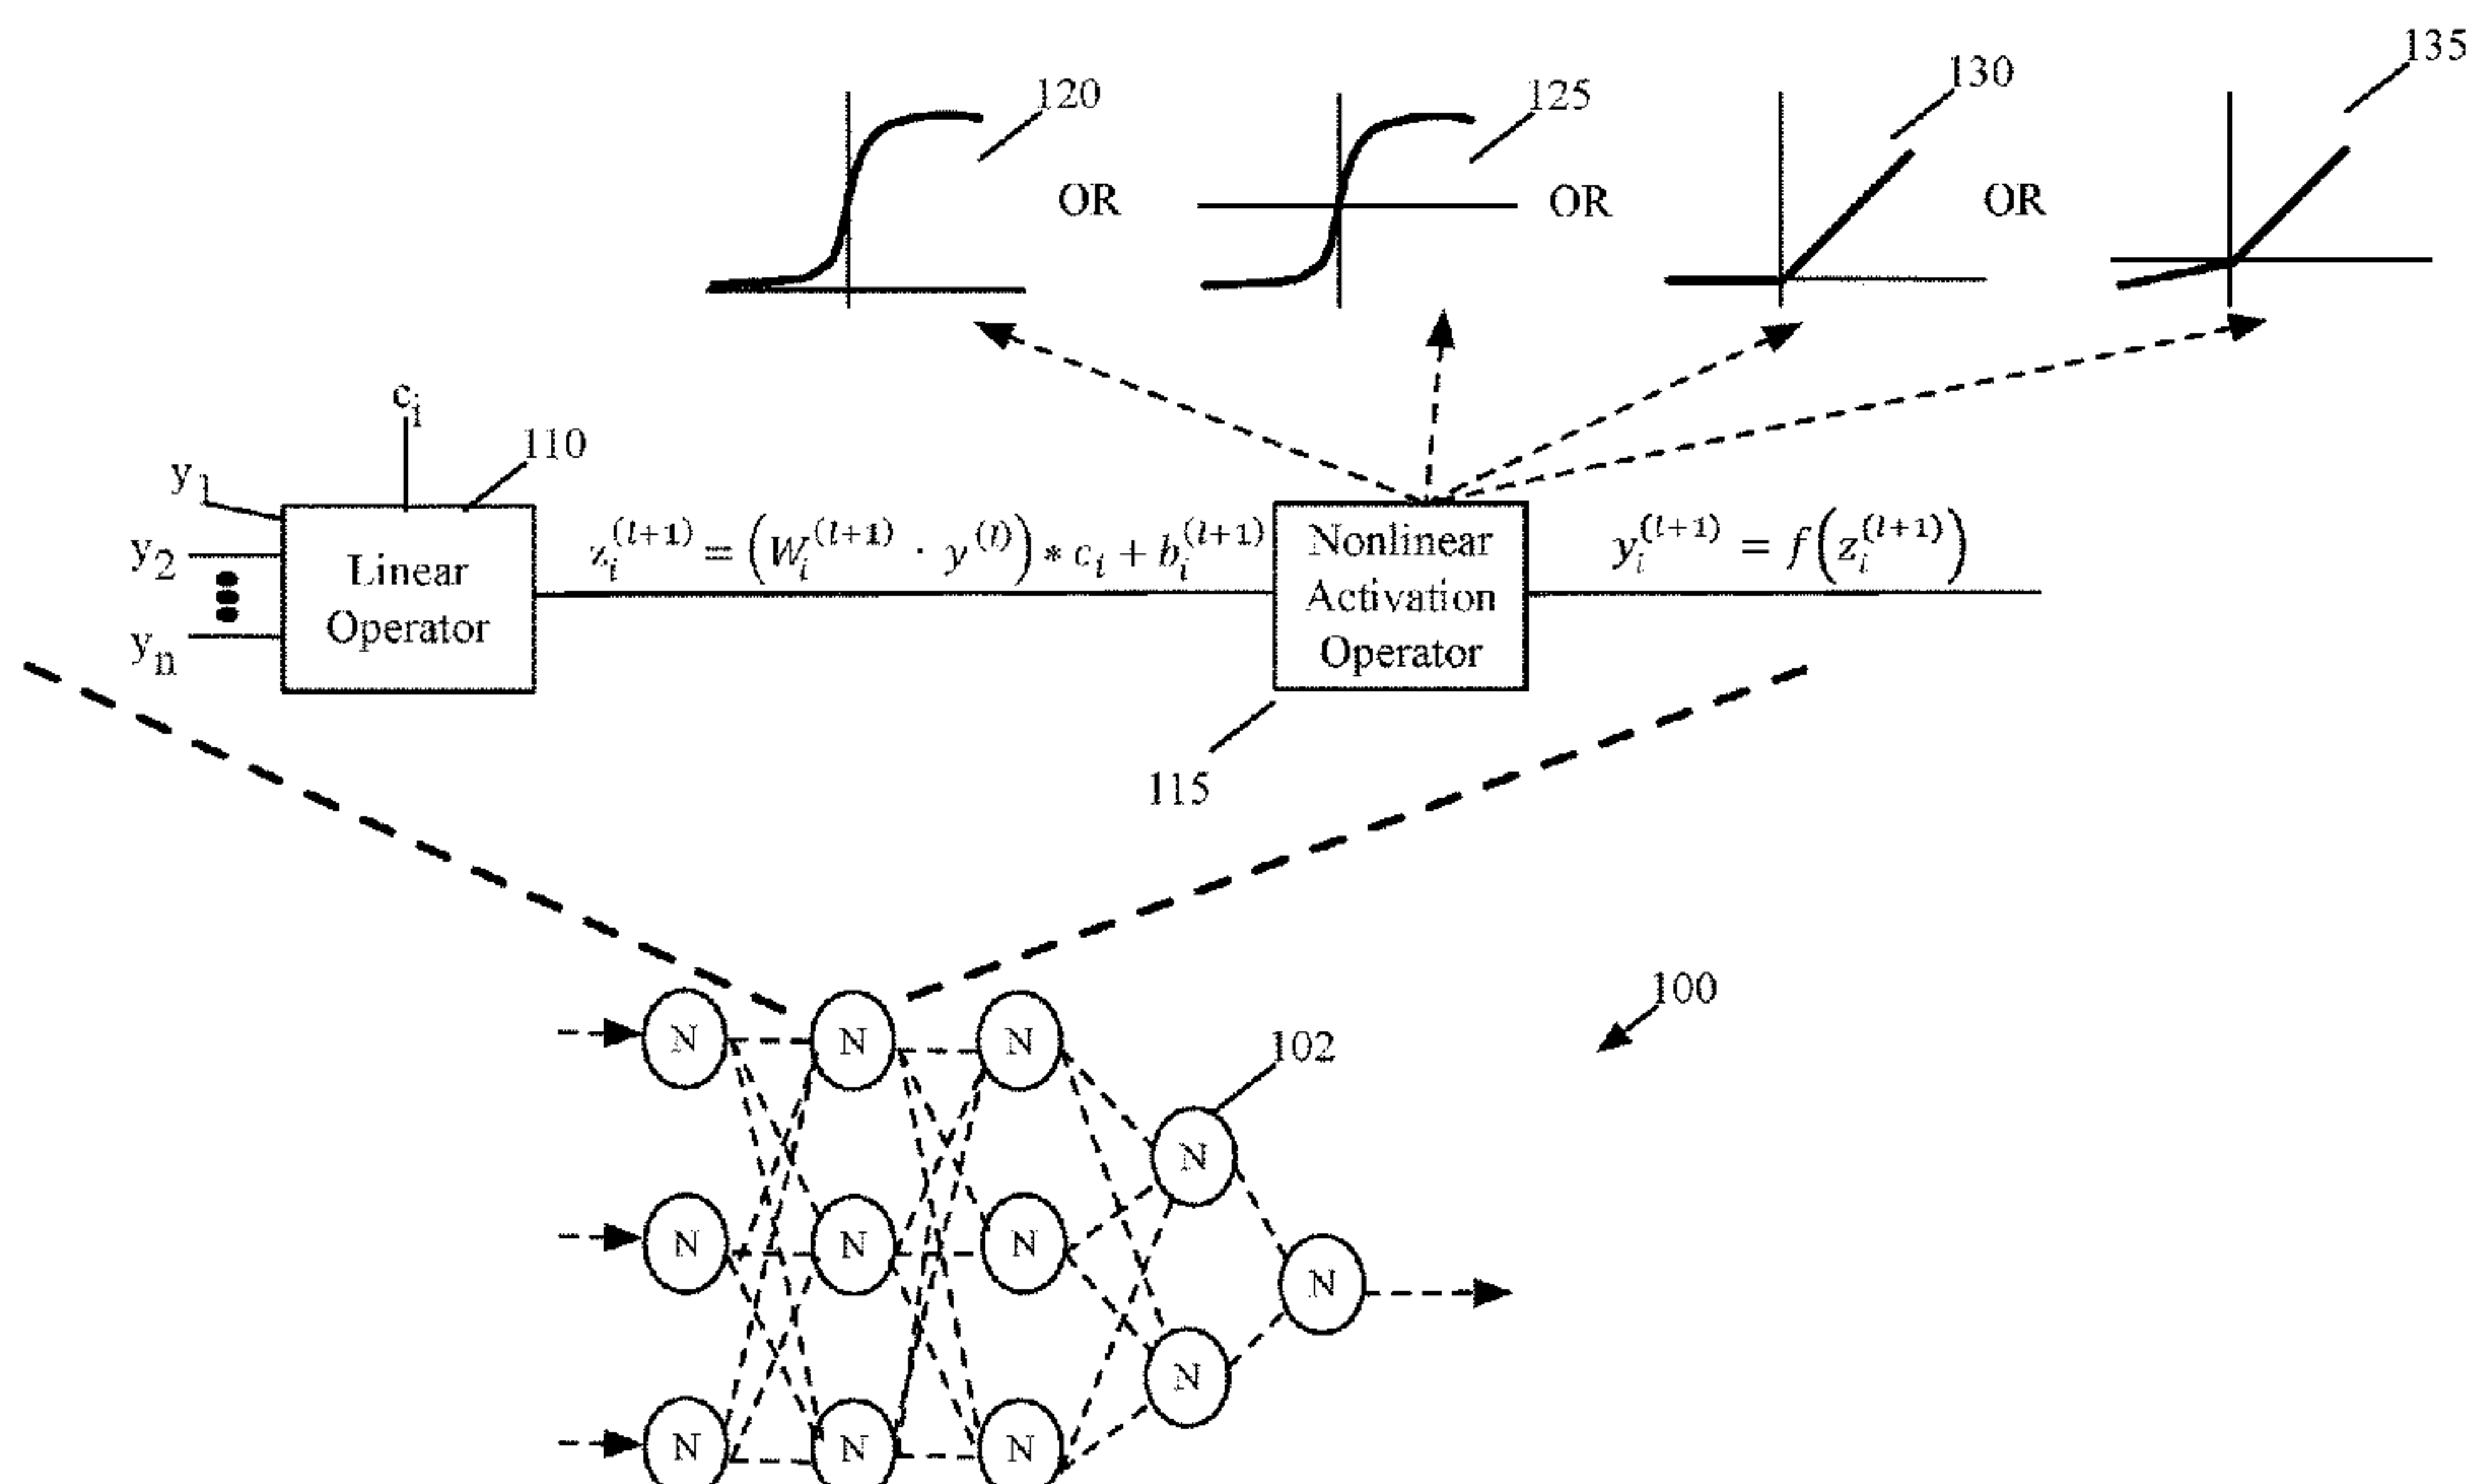 135
130
120
125
OR
OR
OR
c_i
110
y_1
y_2
y_n
Linear
Operator
z_i^{(l+1)} = (W_i^{(l+1)} · y^{(l)}) * c_i + b_i^{(l+1)}
Nonlinear
Activation
Operator
y_i^{(l+1)} = f(z_i^{(l+1)})
115
100
102
N N N
N
N N N
N
N
N N N